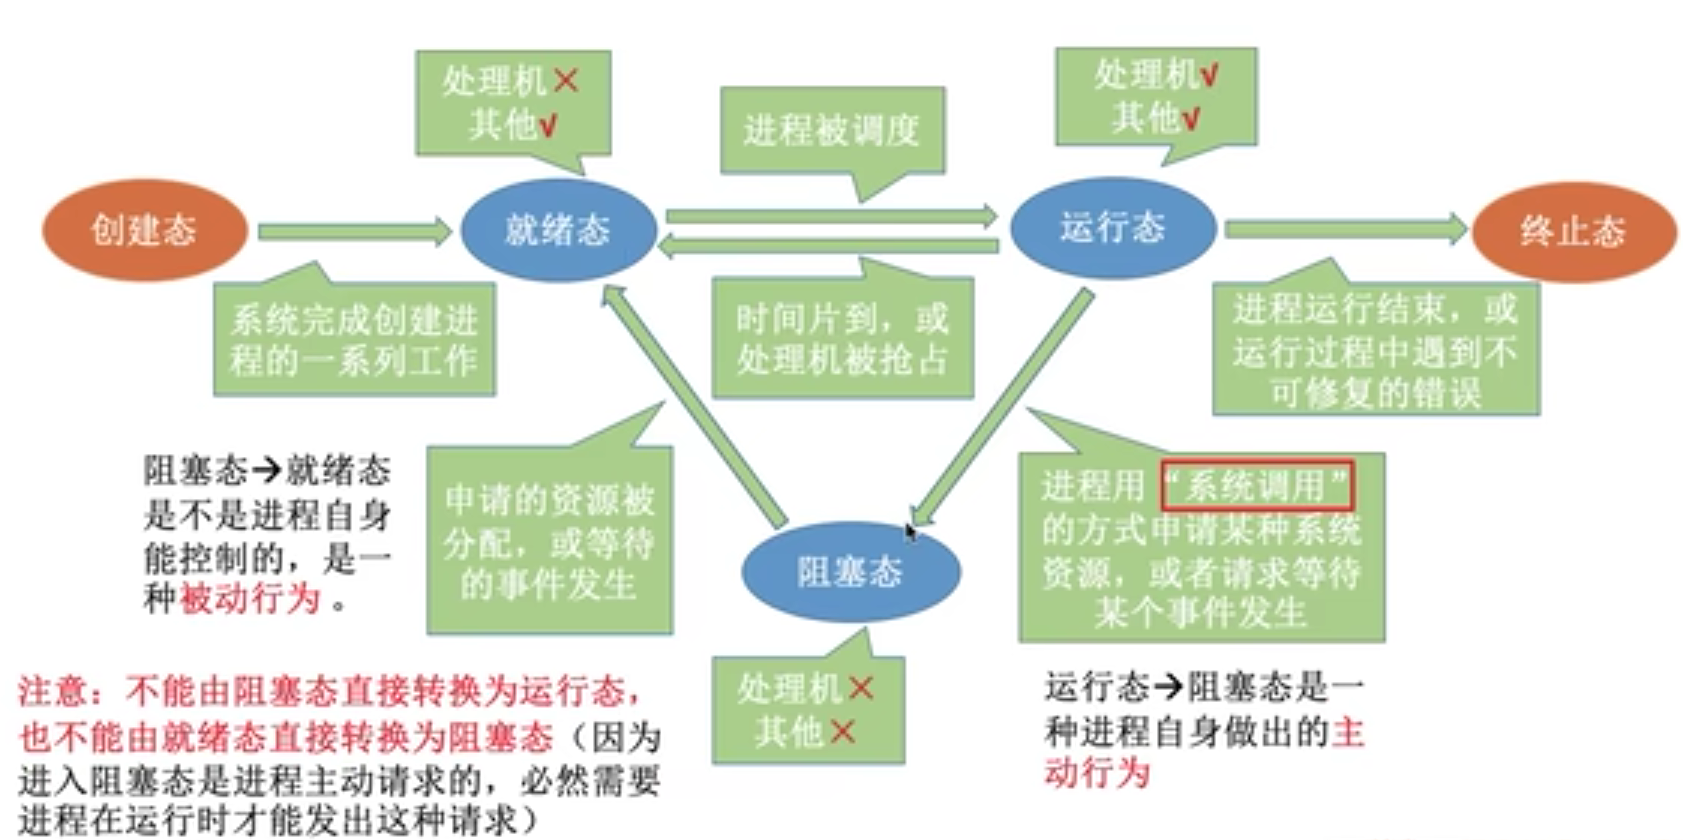 处理机×
其他√
进程被调度
处理机√
其他√
创建态
就绪态
运行态
终止态
系统完成创建进
程的一系列工作
时间片到，或
处理机被抢占
进程运行结束，或
运行过程中遇到不
可修复的错误
阻塞态→就绪态
是不是进程自身
能控制的，是一
种被动行为。
申请的资源被
分配，或等待
的事件发生
进程用“系统调用”
的方式申请某种系统
资源，或者请求等待
某个事件发生
阻塞态
处理机×
其他×
注意：不能由阻塞态直接转换为运行态，
也不能由就绪态直接转换为阻塞态（因为
进入阻塞态是进程主动请求的，必然需要
进程在运行时才能发出这种请求）
运行态→阻塞态是一
种进程自身做出的主
动行为